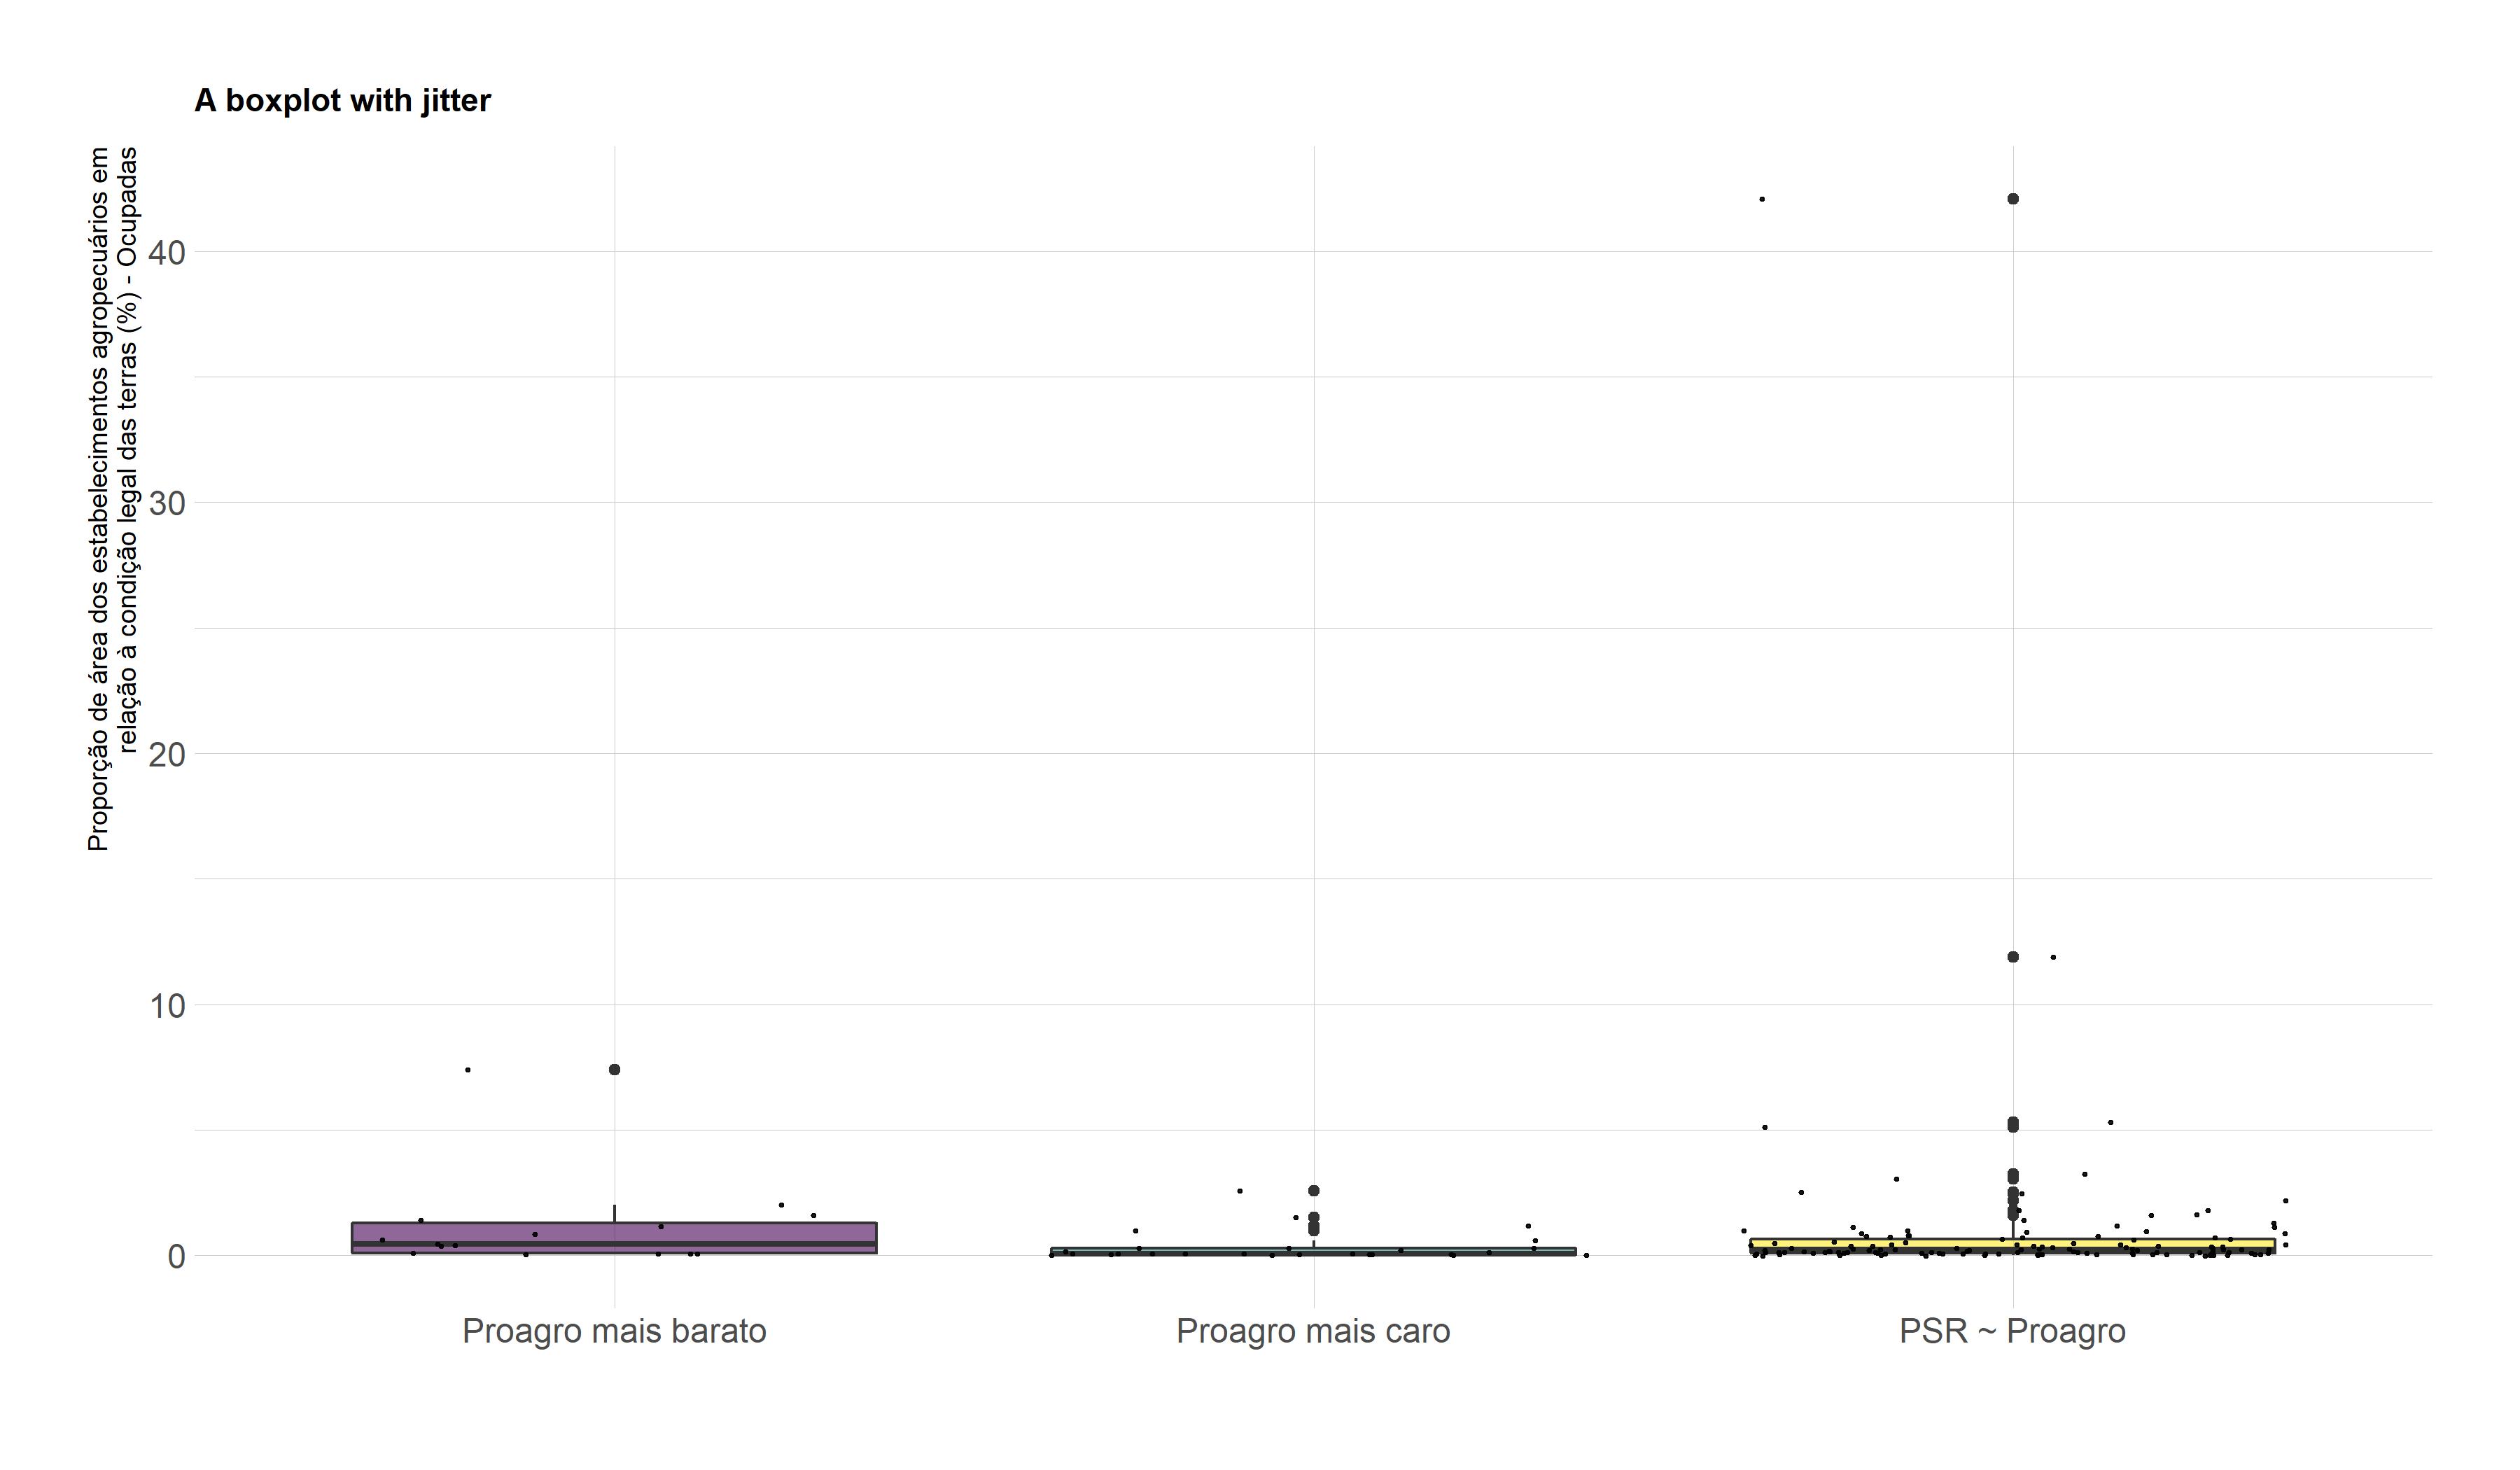 A boxplot with jitter
Proporção de área dos estabelecimentos agropecuários em
relação à condição legal das terras (%) - Ocupadas
40
30
20
10
0
Proagro mais barato
Proagro mais caro
PSR ~ Proagro